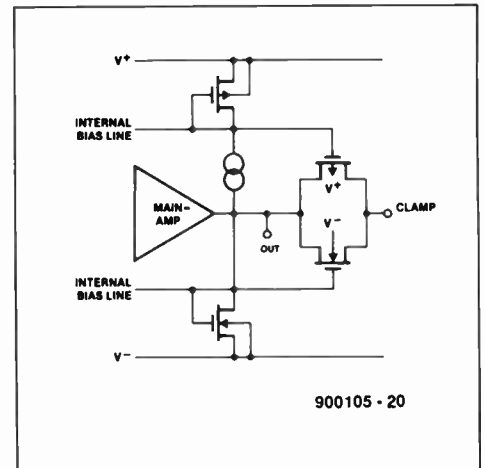 V+
INTERNAL
BIAS LINE
MAIN-
AMP
V+
V-
CLAMP
OUT
INTERNAL
BIAS LINE
V-
900105 - 20